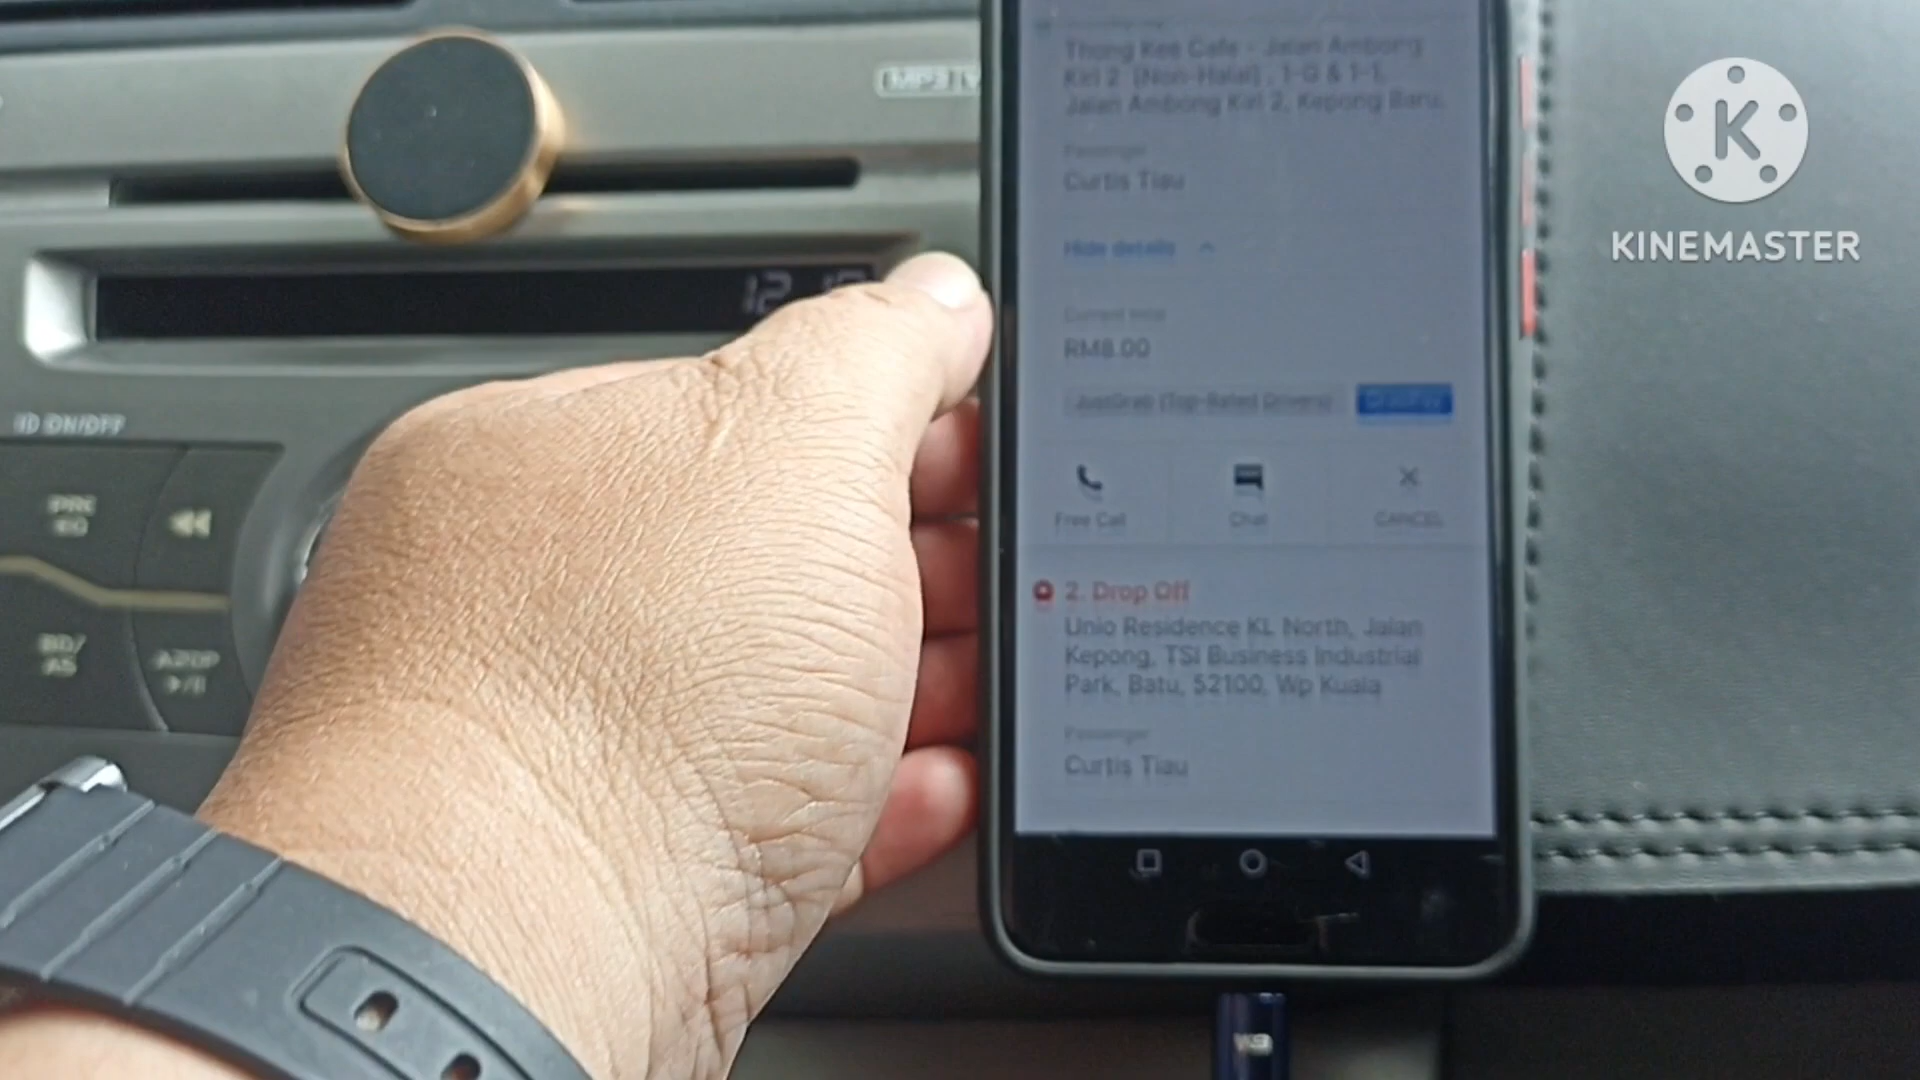 MP3
Thong Kee Cafe - Jalan Ambong
Kiri 2 (Non-Halal) , 1-G & 1-1,
Jalan Ambong Kiri 2, Kepong Baru,
Passenger
Curtis Tiau
Hide details
RM8.00
JustGrab (Top-Rated Drivers)
Free Call
Chat
CANCEL
2. Drop Off
Unio Residence KL North, Jalan
Kepong, TSI Business Industrial
Park, Batu, 52100, Wp Kuala
Passenger
Curtis Tiau
K
KINEMASTER
12
ID ON/OFF
BD/
AS